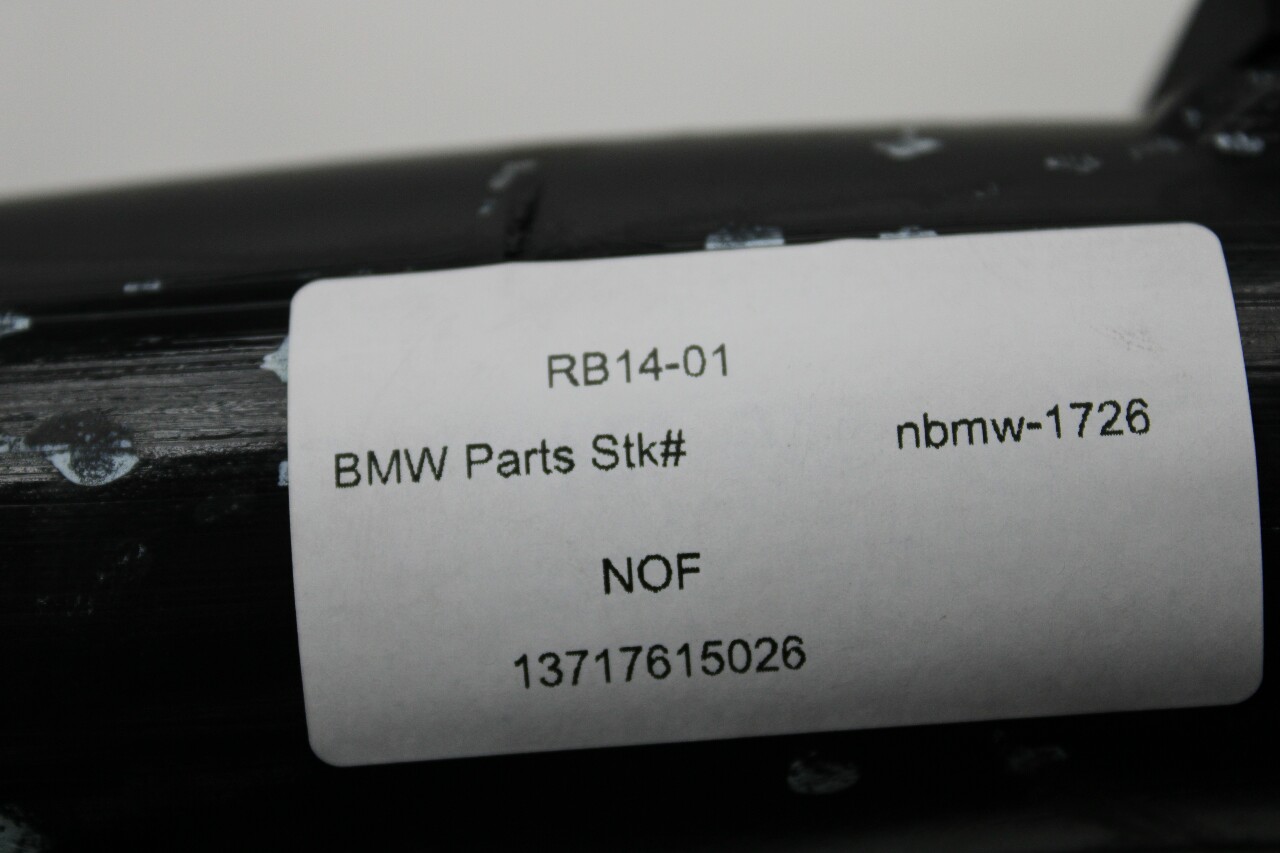 RB14-01
BMW Parts Stk# nbmw-1726
NOF
13717615026